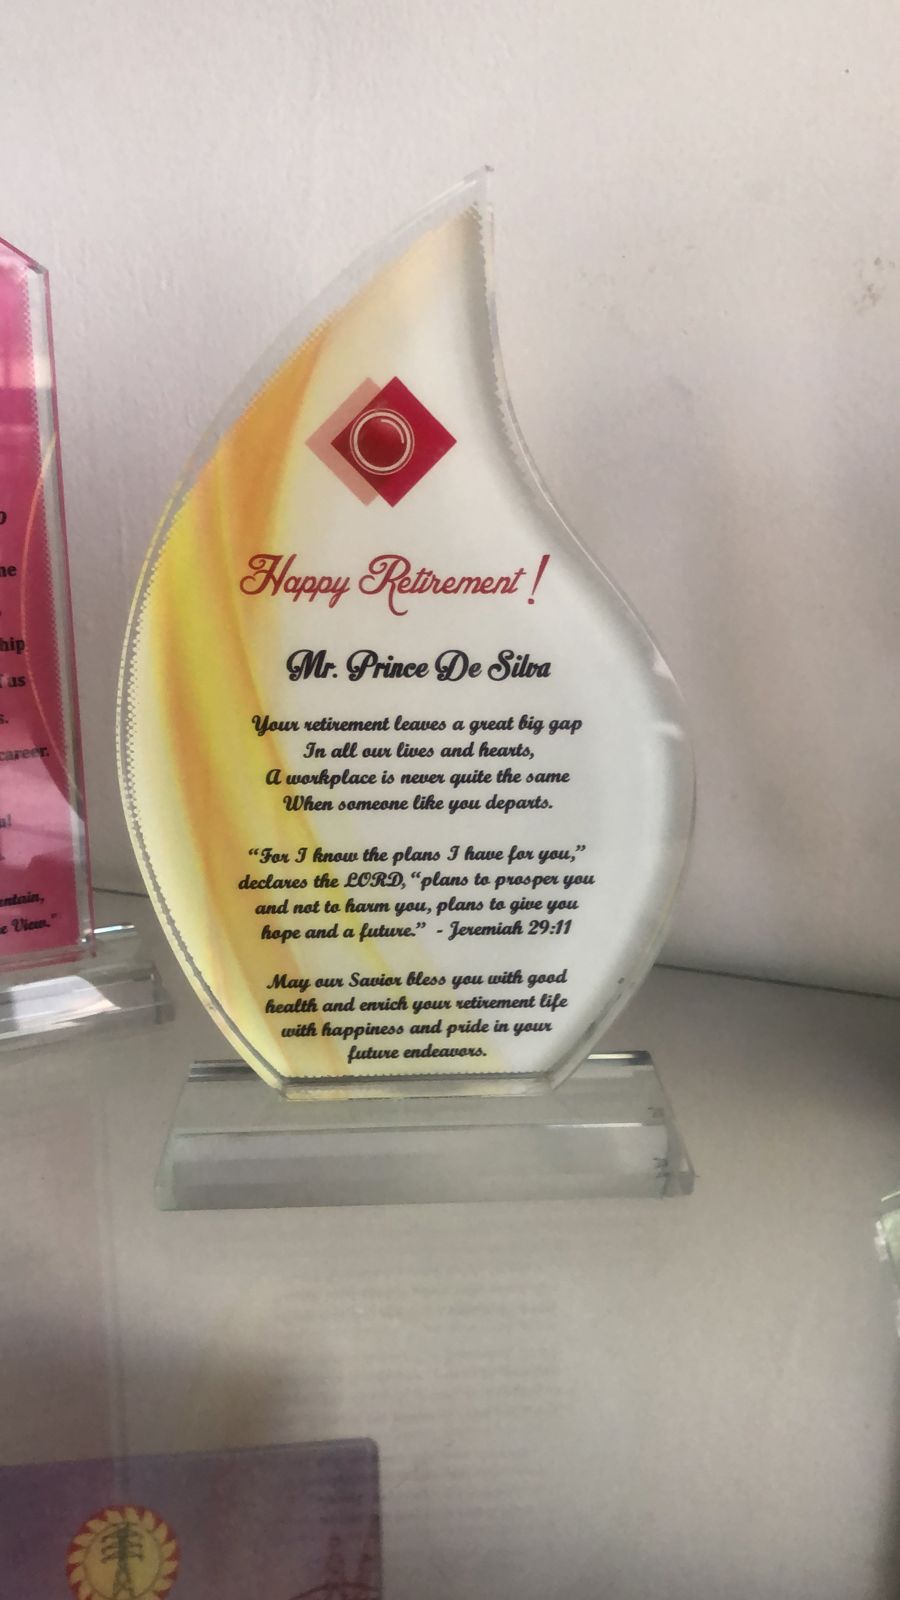 Happy Retirement!
Mr. Prince De Silva
Your retirement leaves a great big gap
In all our lives and hearts,
A workplace is never quite the same
When someone like you departs.
“For I know the plans I have for you,”
declares the LORD, “plans to prosper you
and not to harm you, plans to give you
hope and a future.” - Jeremiah 29:11
May our Savior bless you with good
health and enrich your retirement life
with happiness and pride in your
future endeavors.
us
career.
View.”